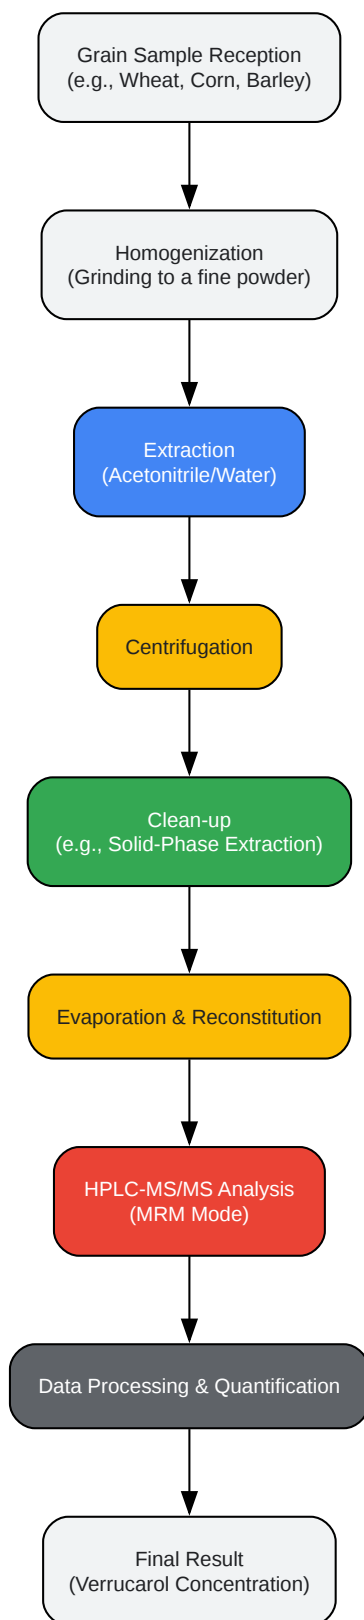 Grain Sample Reception
(e.g., Wheat, Corn, Barley)
Homogenization
(Grinding to a fine powder)
Extraction
(Acetonitrile/Water)
Centrifugation
Clean-up
(e.g., Solid-Phase Extraction)
Evaporation & Reconstitution
HPLC-MS/MS Analysis
(MRM Mode)
Data Processing & Quantification
Final Result
(Verrucarol Concentration)